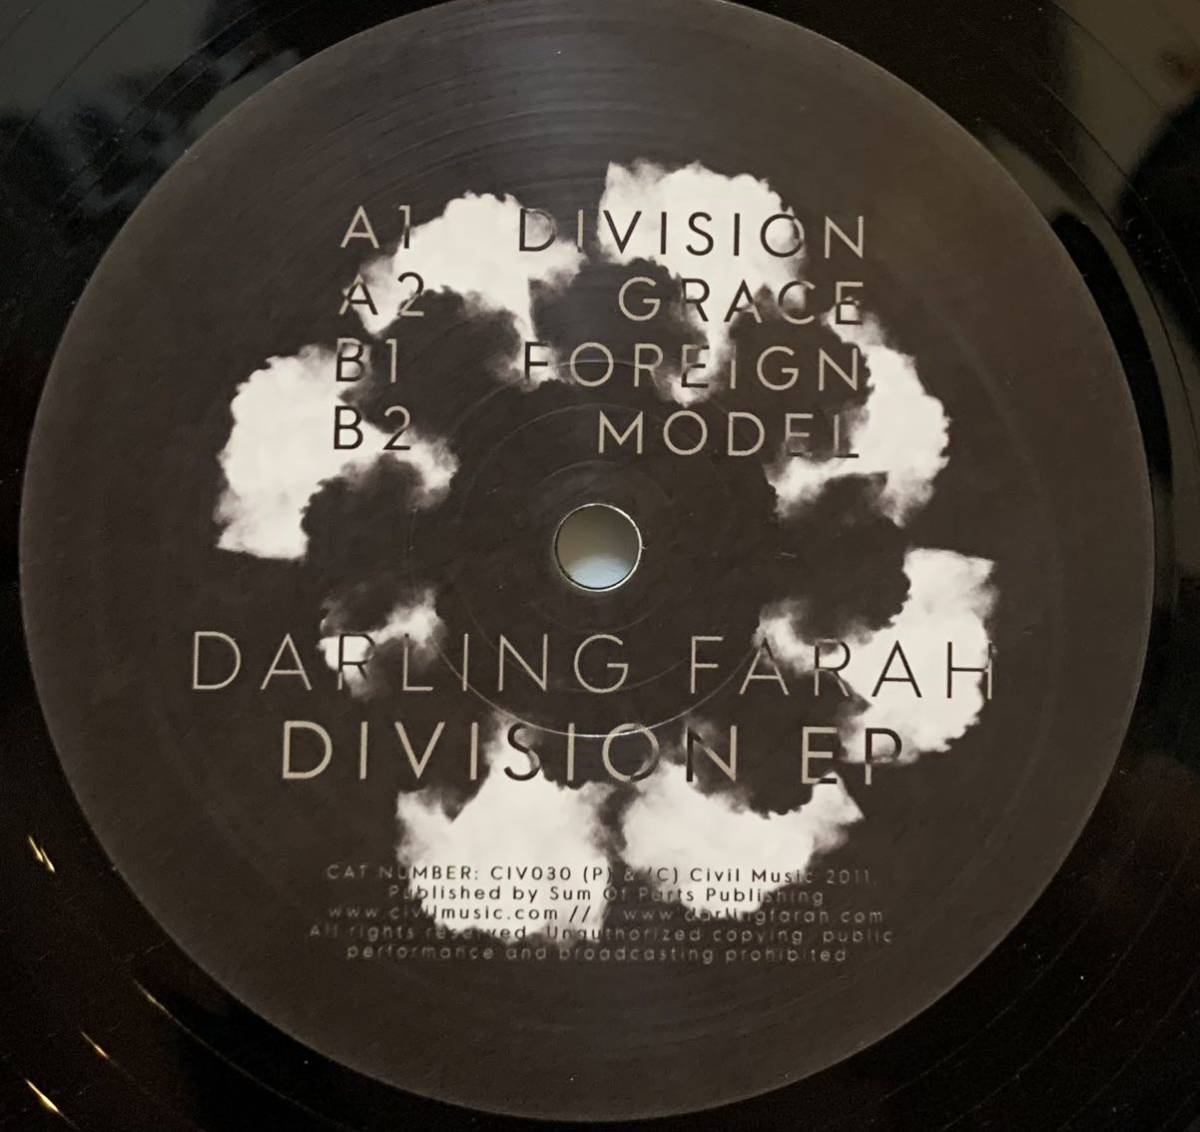 A1 DIVISION
A2 GRACE
B1 FOREIGN
B2 MODEL
DARLING FARAH
DIVISION EP
CAT NUMBER: CIV030 (P) & (C) Civil Music 2011.
Published by Sum Of Parts Publishing
www.civilmusic.com // www.darlingfarah.com
All rights reserved. Unauthorized copying, public
performance and broadcasting prohibited